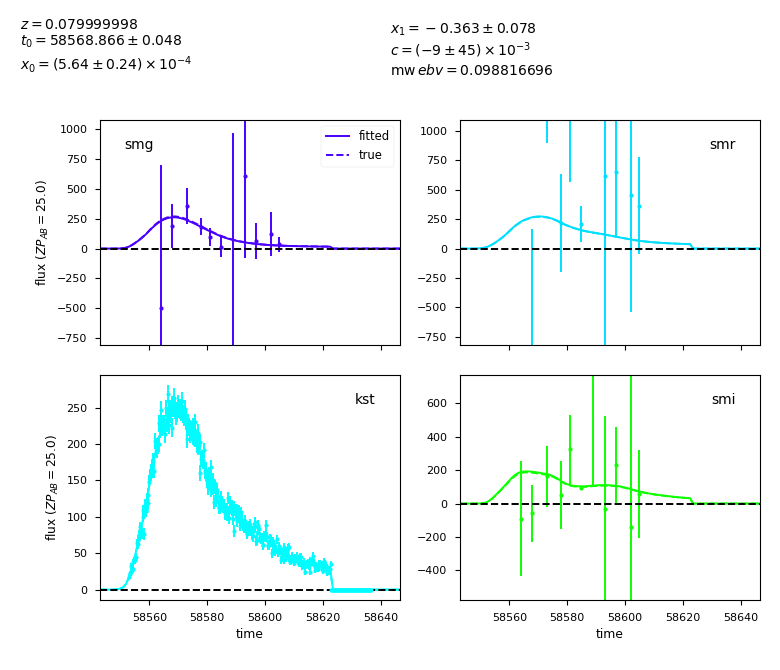 z = 0.079999998
t0 = 58568.866 ± 0.048
x0 = (5.64 ± 0.24) × 10⁻⁴
x1 = −0.363 ± 0.078
c = (−9 ± 45) × 10⁻³
mw ebv = 0.098816696
smg
fitted
true
1000
750
500
250
0
−250
−500
−750
flux (ZP_AB = 25.0)
smr
1000
750
500
250
0
−250
−500
−750
kst
250
200
150
100
50
0
flux (ZP_AB = 25.0)
58560 58580 58600 58620 58640
time
smi
600
400
200
0
−200
−400
58560 58580 58600 58620 58640
time